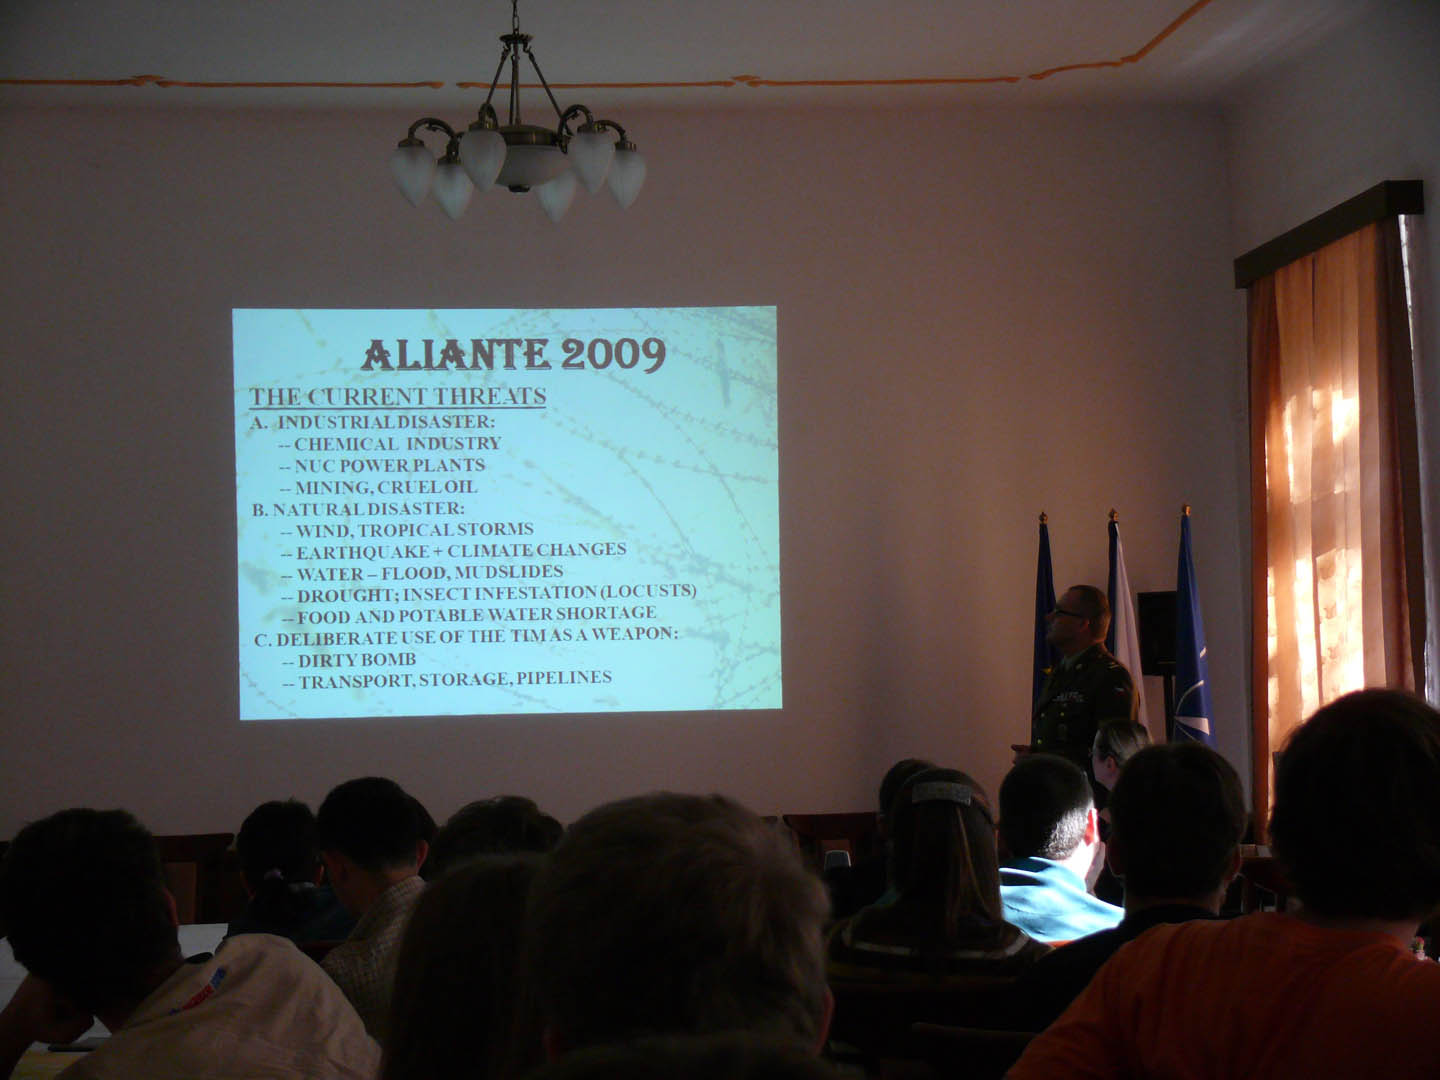 ALIANTE 2009
THE CURRENT THREATS
A. INDUSTRIAL DISASTER:
-- CHEMICAL INDUSTRY
-- NUC POWER PLANTS
-- MINING, CRUEL OIL
B. NATURAL DISASTER:
-- WIND, TROPICAL STORMS
-- EARTHQUAKE + CLIMATE CHANGES
-- WATER – FLOOD, MUDSLIDES
-- DROUGHT; INSECT INFESTATION (LOCUSTS)
-- FOOD AND POTABLE WATER SHORTAGE
C. DELIBERATE USE OF THE TIM AS A WEAPON:
-- DIRTY BOMB
-- TRANSPORT, STORAGE, PIPELINES